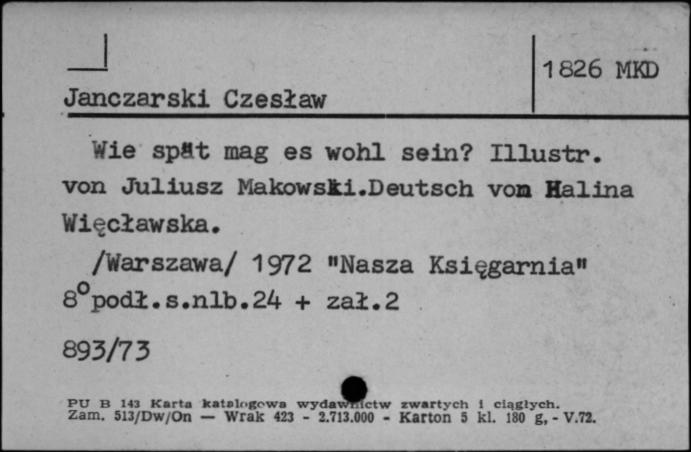 1826 MKD
Janczarski Czesław
Wie spät mag es wohl sein? Illustr.
von Juliusz Makowski.Deutsch von Halina
Więcławska.
/Warszawa/ 1972 "Nasza Księgarnia"
8°podł.s.nlb.24 + zał.2
893/73
PU B 143 Karta katalogowa wydawnictw zwartych i ciągłych.
Zam. 513/Dw/On — Wrak 423 - 2.713.000 - Karton 5 kl. 180 g, - V.72.